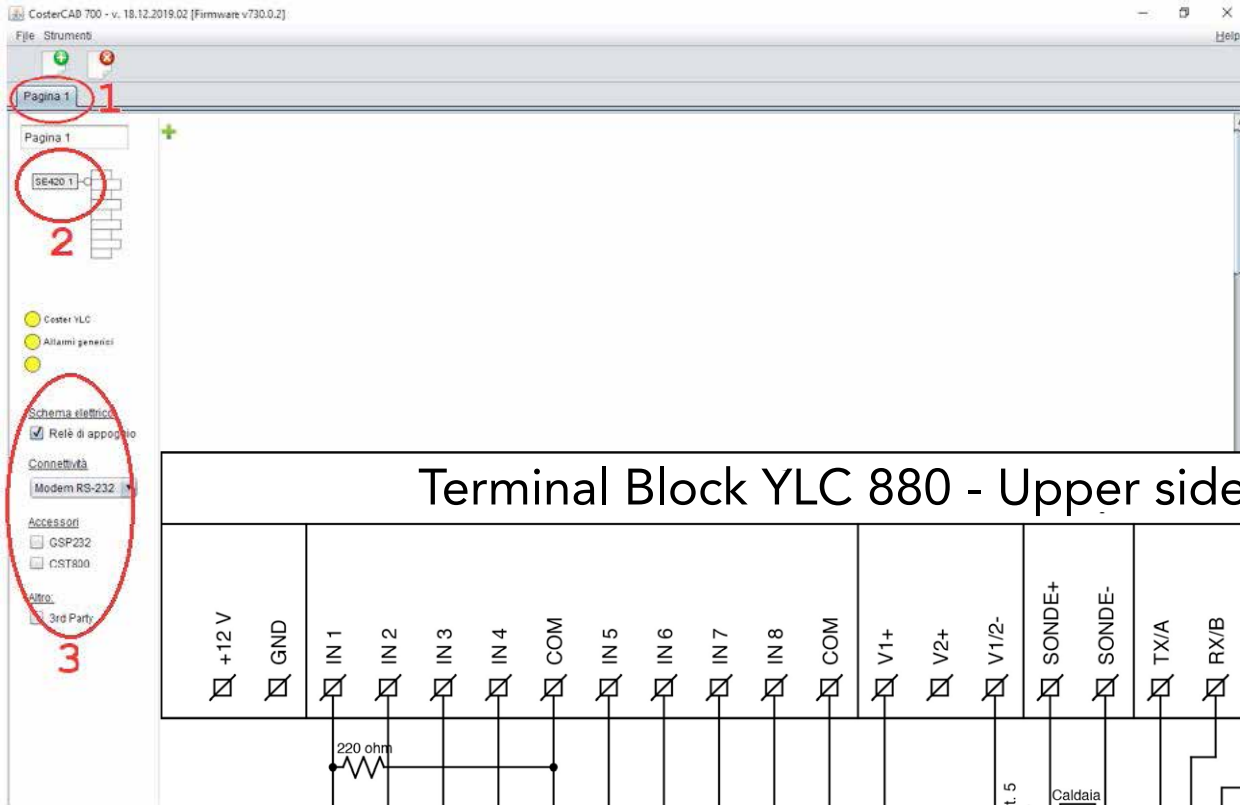 CosterCAD 700 - v. 18.12.2019.02 [Firmware v730.0.2]
File Strumenti
Help
Pagina 1
1
Pagina 1
SE420 1
2
Coster YLC
Allarmi generici
Schema elettrico
Relè di appoggio
Connettività
Modem RS-232
Accessori
GSP232
CST800
Altro:
3rd Party
3
Terminal Block YLC 880 - Upper side
+12 V
GND
IN 1
IN 2
IN 3
IN 4
COM
IN 5
IN 6
IN 7
IN 8
COM
V1+
V2+
V1/2-
SONDE+
SONDE-
TX/A
RX/B
220 ohm
t. 5
Caldaia